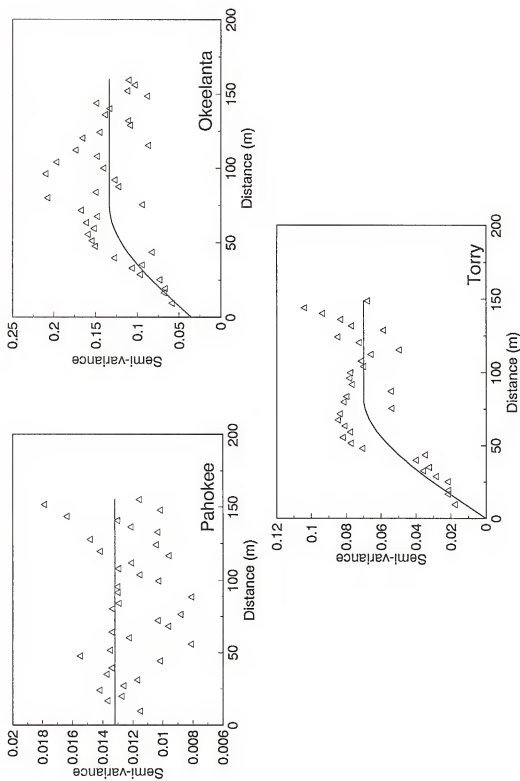 Semi-variance
0.02
0.018
0.016
0.014
0.012
0.01
0.008
0.006
Pahokee
0 50 100 150 200
Distance (m)
Semi-variance
0.25
0.2
0.15
0.1
0.05
0
Okeelanta
0 50 100 150 200
Distance (m)
Semi-variance
0.12
0.1
0.08
0.06
0.04
0.02
0
Torry
0 50 100 150 200
Distance (m)